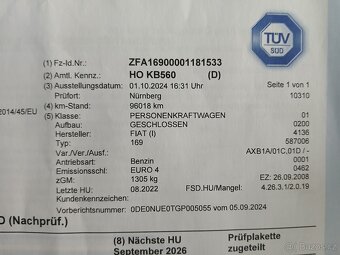 TÜV
SÜD
(1) Fz-Id.Nr.: ZFA16900001181533
(2) Amtl. Kennz.: HO KB560 (D)
(3) Ausstellungsdatum: 01.10.2024 16:31 Uhr Seite 1 von 1
Prüfort: Nürnberg 10310
2014/45/EU
(4) km-Stand: 96018 km
(5) Klasse: PERSONENKRAFTWAGEN 01
Aufbau: GESCHLOSSEN 0200
Hersteller: FIAT (I) 4136
Typ: 169 587006
Var./Ver./Ausf.: AXB1A/01C,01D / -
Antriebsart: Benzin 0001
Emissionsschl: EURO 4 0462
zGM: 1305 kg EZ: 26.09.2008
Letzte HU: 08.2022 FSD.HU/Mangel: 4.26.3.1/2.0.19
Kundenkennzeichen:
Vorberichtsnummer: 0DE0NUE0TGP005055 vom 05.09.2024
O (Nachprüf.)
(8) Nächste HU Prüfplakette
September 2026 zugeteilt